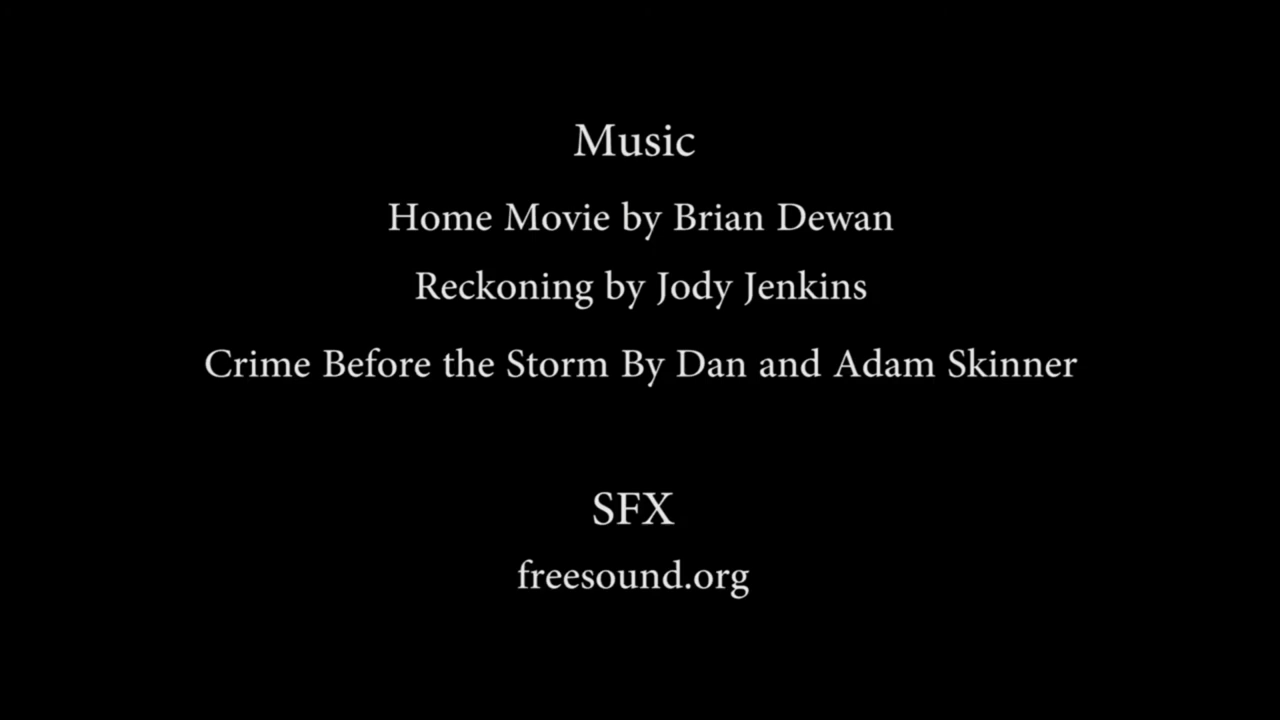 Music
Home Movie by Brian Dewan
Reckoning by Jody Jenkins
Crime Before the Storm By Dan and Adam Skinner
SFX
freesound.org